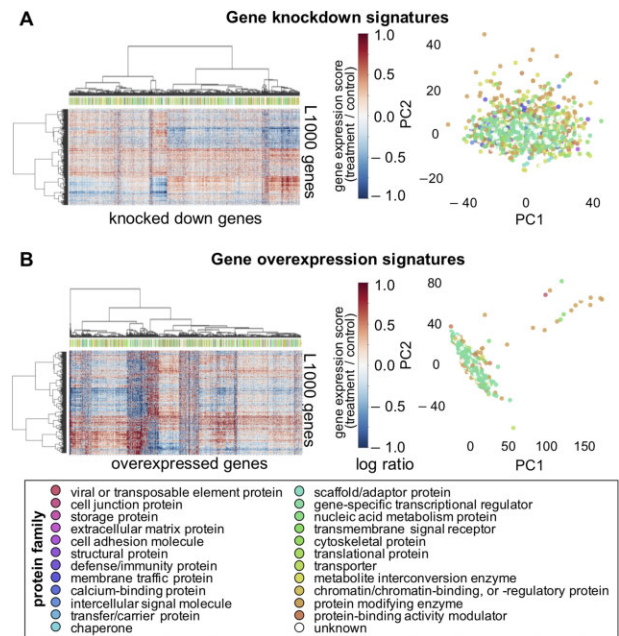 A
Gene knockdown signatures
L1000 genes
knocked down genes
gene expression score
(treatment / control)
1.0
0.5
0
– 0.5
– 1.0
PC2
40
20
0
–20
– 40
0
40
PC1
B
Gene overexpression signatures
L1000 genes
overexpressed genes
gene expression score
(treatment / control)
1.0
0.5
0
– 0.5
– 1.0
log ratio
PC2
80
40
0
–40
0
50
100
150
PC1
protein family
viral or transposable element protein
cell junction protein
storage protein
extracellular matrix protein
cell adhesion molecule
structural protein
defense/immunity protein
membrane traffic protein
calcium-binding protein
intercellular signal molecule
transfer/carrier protein
chaperone
scaffold/adaptor protein
gene-specific transcriptional regulator
nucleic acid metabolism protein
transmembrane signal receptor
cytoskeletal protein
translational protein
transporter
metabolite interconversion enzyme
chromatin/chromatin-binding, or -regulatory protein
protein modifying enzyme
protein-binding activity modulator
unknown